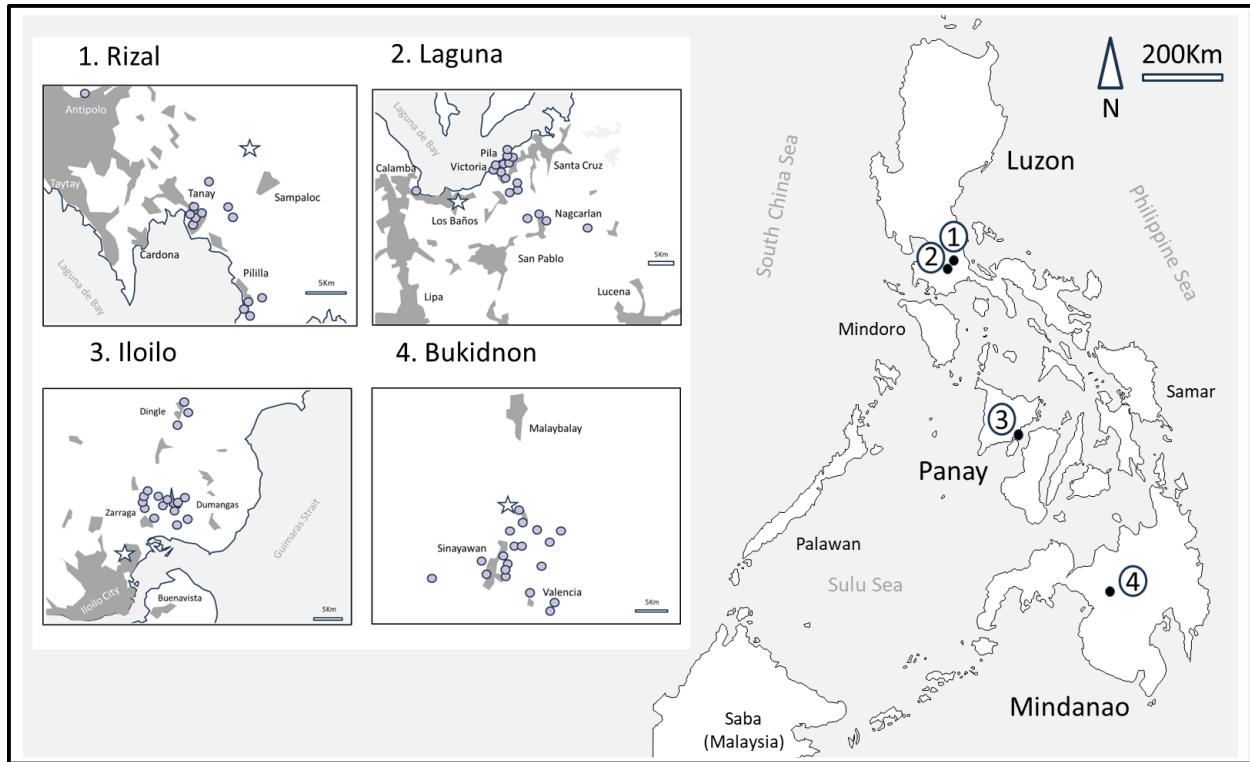 1. Rizal
Antipolo
Taytay
Tanay
Sampaloc
Cardona
Pililla
Laguna de Bay
5Km
2. Laguna
Laguna de Bay
Pila
Calamba
Victoria
Santa Cruz
Los Baños
Nagcarlan
San Pablo
5Km
Lipa
Lucena
3. Iloilo
Dingle
Zarraga
Dumangas
Guimaras Strait
Iloilo City
Buenavista
5Km
4. Bukidnon
Malaybalay
Sinayawan
Valencia
5Km
N
200Km
South China Sea
Luzon
Philippine Sea
1
2
Mindoro
Samar
3
Panay
Palawan
Sulu Sea
4
Mindanao
Saba
(Malaysia)